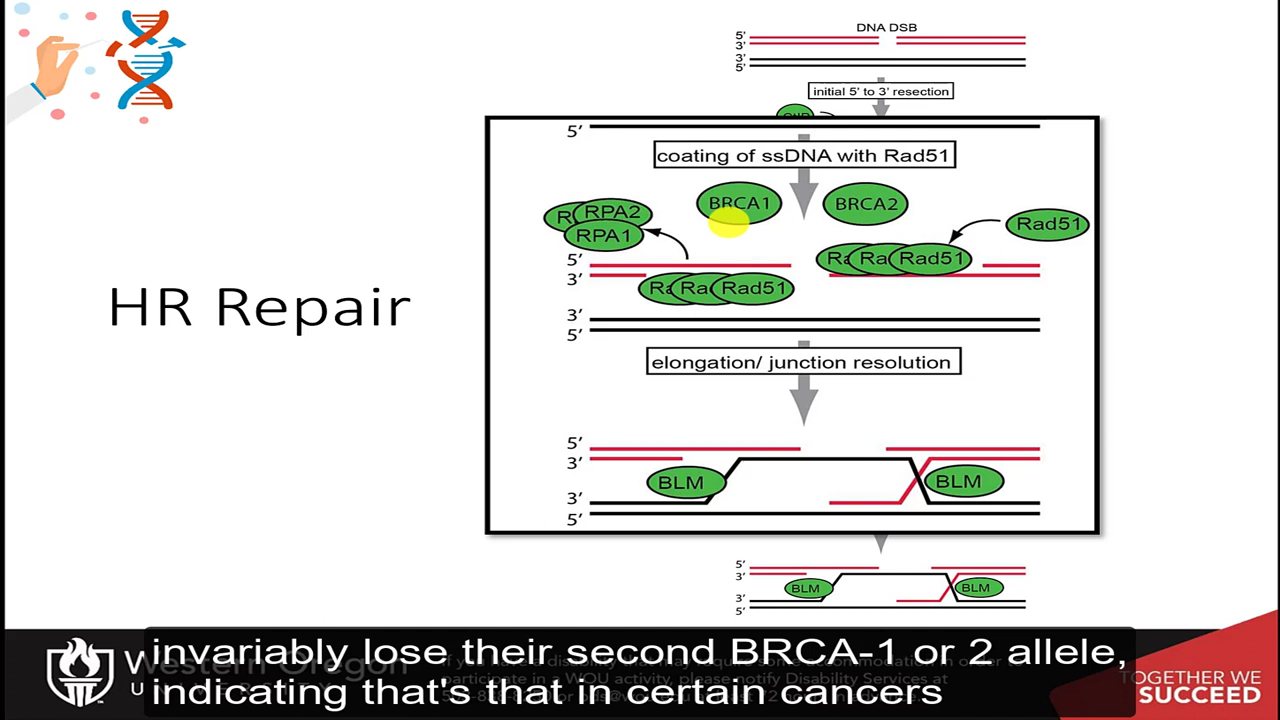 DNA DSB
5'
3'
3'
5'
initial 5' to 3' resection
5'
coating of ssDNA with Rad51
BRCA1
BRCA2
RPA2
RPA1
Rad51
5'
3'
Rad51
Rad51
3'
5'
HR Repair
elongation/ junction resolution
5'
3'
BLM
BLM
3'
5'
5'
3'
BLM
BLM
3'
5'
invariably lose their second BRCA-1 or 2 allele,
indicating that's that in certain cancers
Western Oregon
TOGETHER WE
SUCCEED